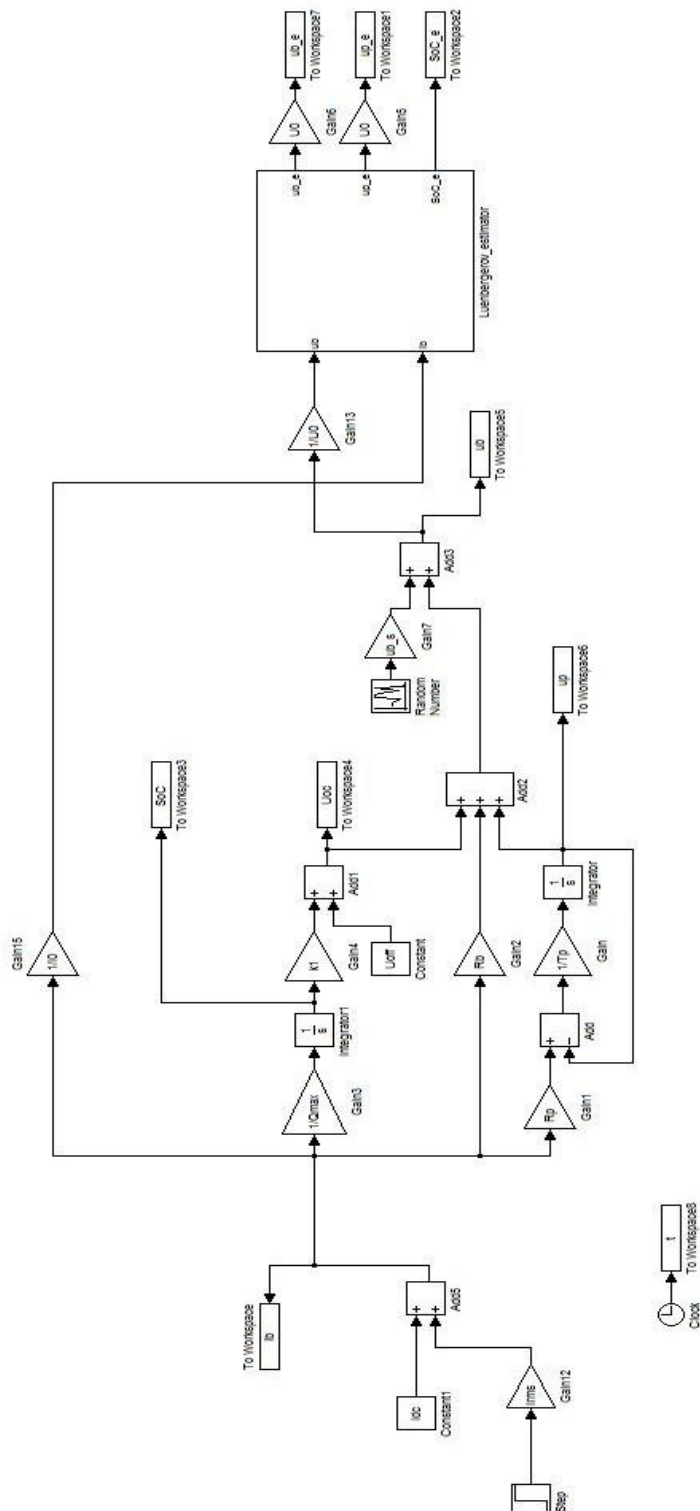 ub_e
To Workspace7
U0
Gain6
up_e
To Workspace1
U0
Gain5
SoC_e
To Workspace2
ub_e
up_e
SoC_e
Luenbergerov_estimator
ub
ib
1/U0
Gain13
ub
To Workspace5
Add3
ub_s
Gain7
Random
Number
up
To Workspace6
SoC
To Workspace3
Uoc
To Workspace4
Add2
Add1
1
s
Integrator
Gain15
1/I0
k1
Gain4
Uoff
Constant
Rb
Gain2
1/Tp
Gain
1
s
Integrator1
Add
1/Qmax
Gain3
Rp
Gain1
To Workspace
ib
Add5
Idc
Constant1
Irms
Gain12
Step
t
To Workspace8
Clock